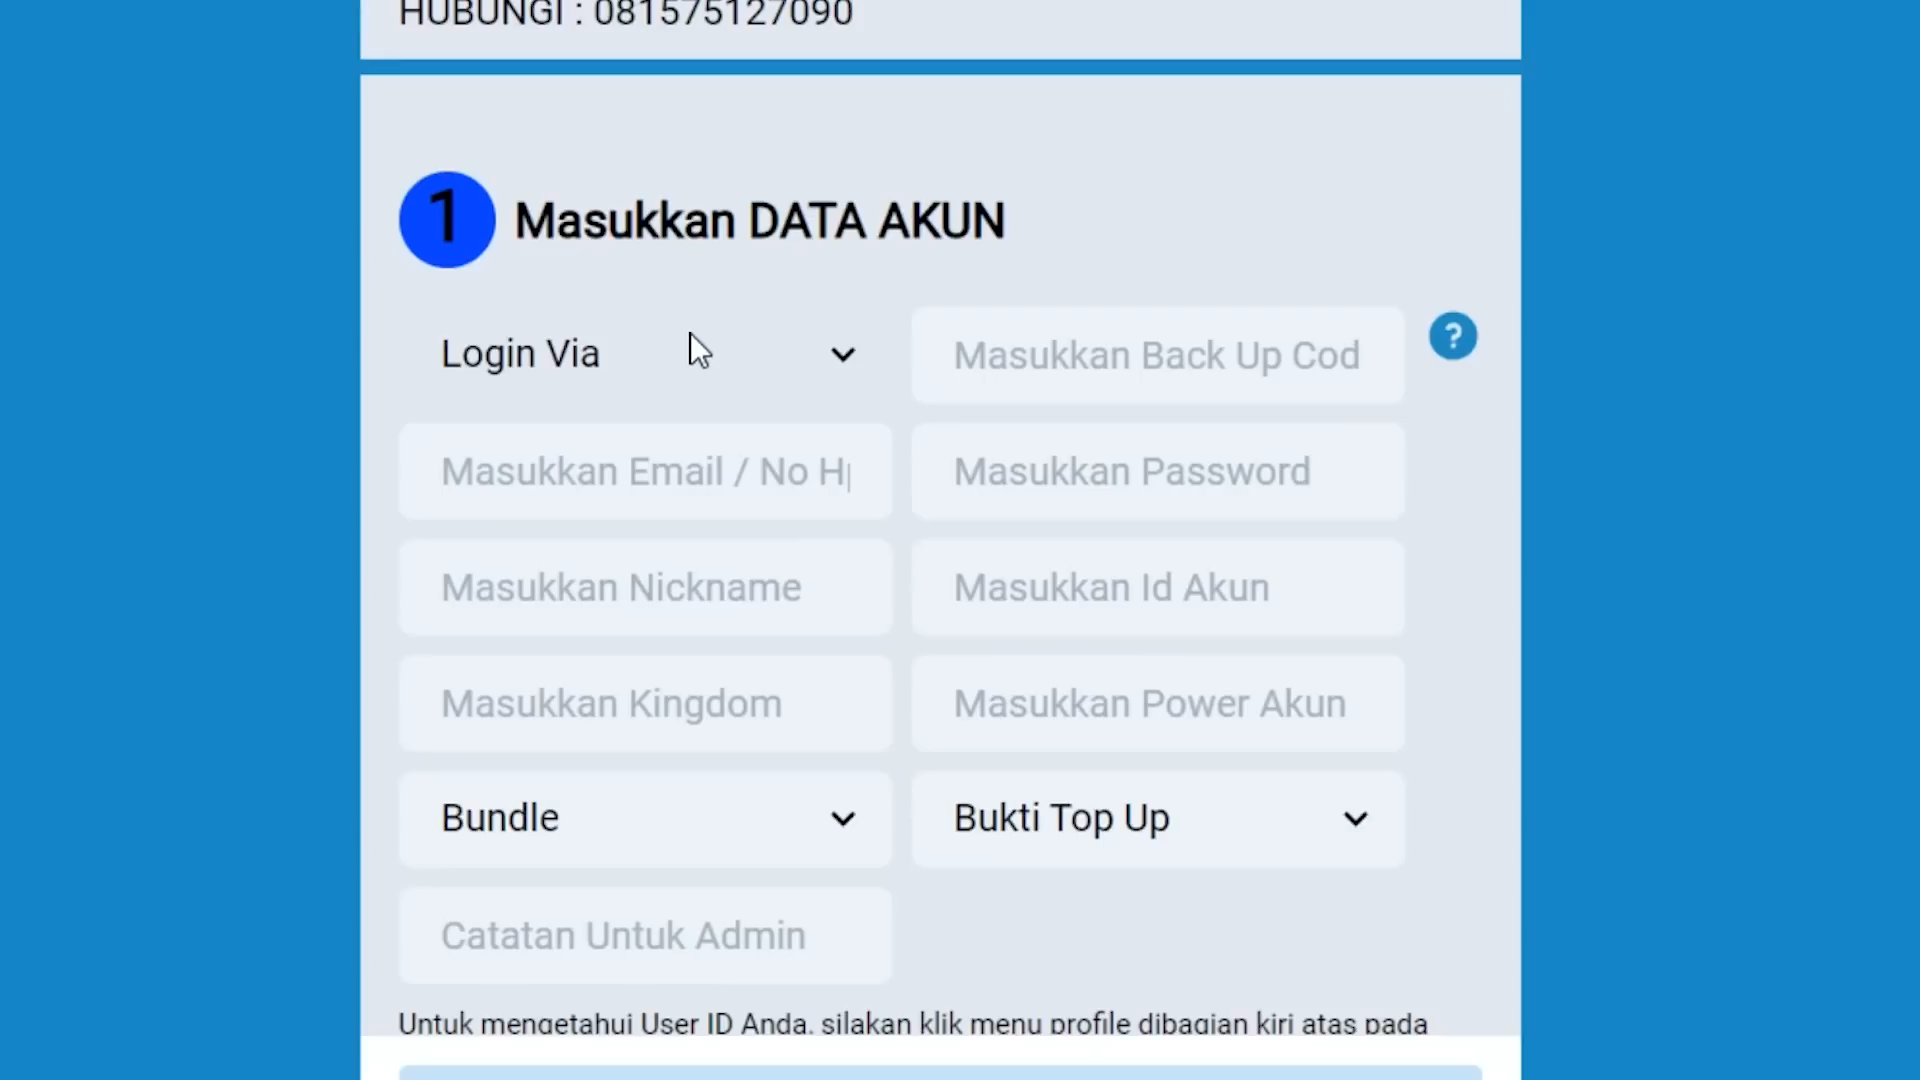 HUBUNGI : 081575127090
1 Masukkan DATA AKUN
Login Via
Masukkan Back Up Cod
?
Masukkan Email / No H
Masukkan Password
Masukkan Nickname
Masukkan Id Akun
Masukkan Kingdom
Masukkan Power Akun
Bundle
Bukti Top Up
Catatan Untuk Admin
Untuk mengetahui User ID Anda, silakan klik menu profile dibagian kiri atas pada